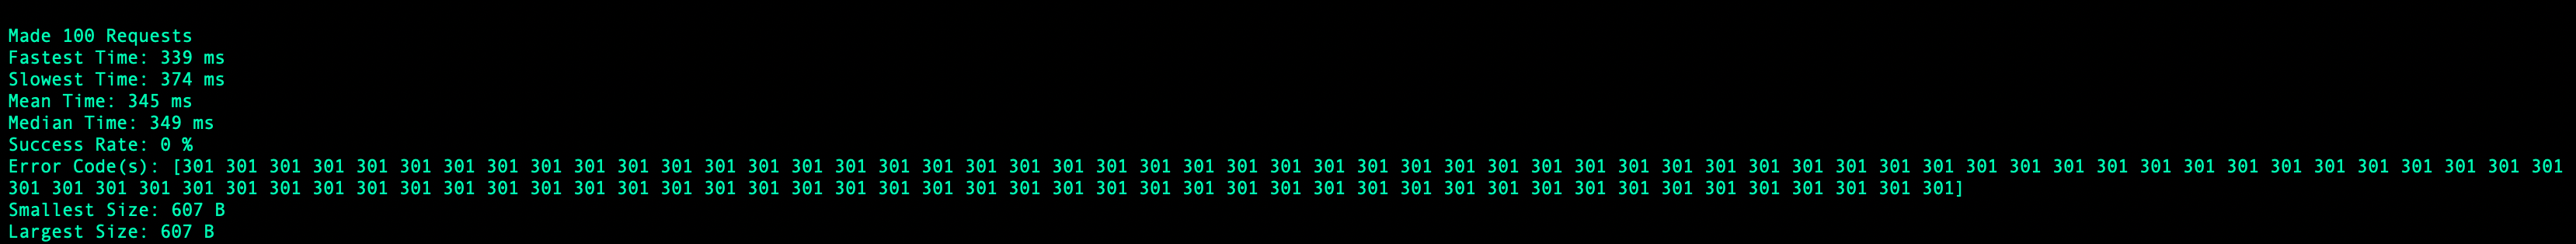 Made 100 Requests
Fastest Time: 339 ms
Slowest Time: 374 ms
Mean Time: 345 ms
Median Time: 349 ms
Success Rate: 0 %
Error Code(s): [301 301 301 301 301 301 301 301 301 301 301 301 301 301 301 301 301 301 301 301 301 301 301 301 301 301 301 301 301 301 301 301 301 301 301 301 301 301 301 301 301 301 301 301 301 301 301 301 301 301 301 301 301 301 301
301 301 301 301 301 301 301 301 301 301 301 301 301 301 301 301 301 301 301 301 301 301 301 301 301 301 301 301 301 301 301 301 301 301 301 301 301 301 301 301 301 301 301 301 301]
Smallest Size: 607 B
Largest Size: 607 B